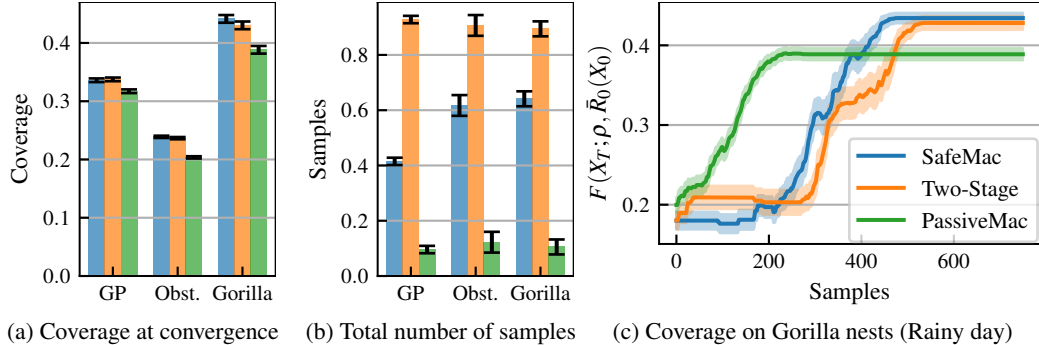 Coverage
0.4
0.3
0.2
0.1
0.0
GP Obst. Gorilla
(a) Coverage at convergence
Samples
0.8
0.6
0.4
0.2
0.0
GP Obst. Gorilla
(b) Total number of samples
F(X_T; ρ, R̄_0(X_0)
0.4
0.3
0.2
SafeMac
Two-Stage
PassiveMac
0 200 400 600
Samples
(c) Coverage on Gorilla nests (Rainy day)